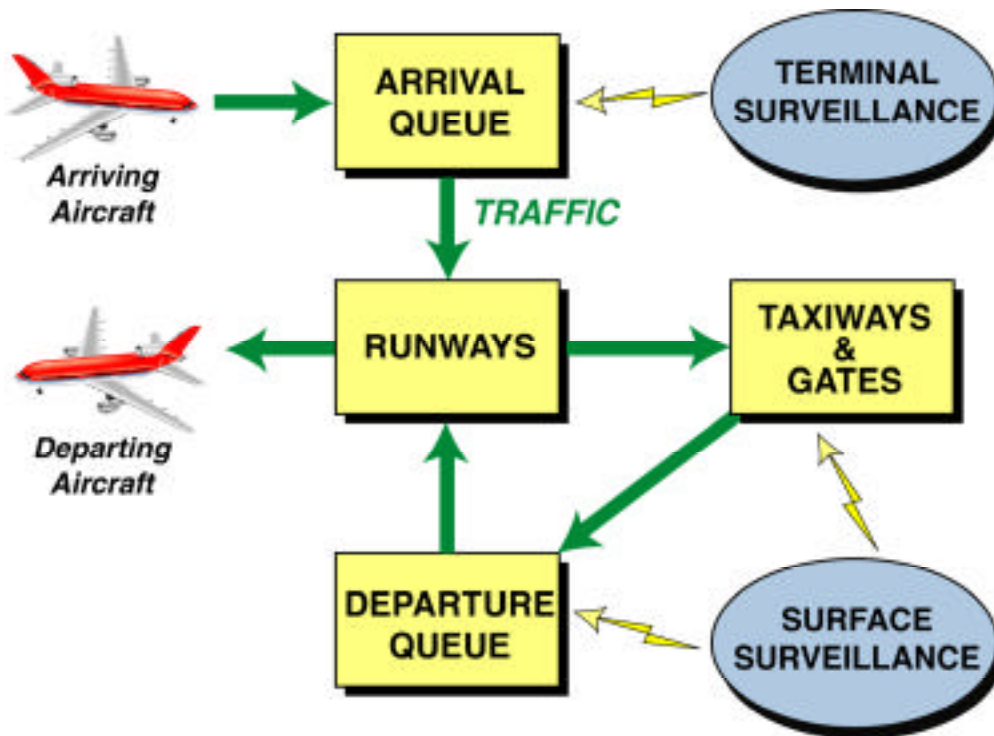 ARRIVAL
QUEUE
TERMINAL
SURVEILLANCE
Arriving
Aircraft
TRAFFIC
RUNWAYS
TAXIWAYS
&
GATES
Departing
Aircraft
DEPARTURE
QUEUE
SURFACE
SURVEILLANCE